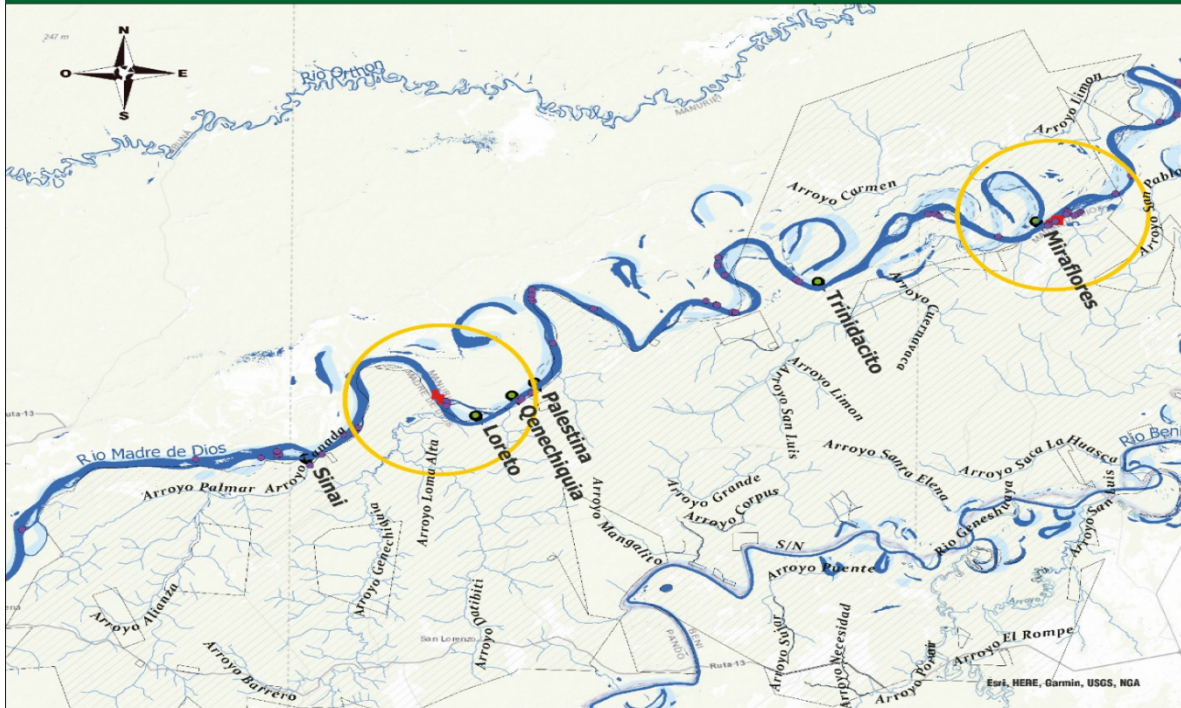 N
O E
S
247 m
Rio Orthon
MANURIPI
Arroyo Limon
Arroyo Carmen
Arroyo San Pablo
Miraflores
Trinidacito
Arroyo Cuernavaca
Arroyo Limon
Arroyo San Luis
Palestina
Qenechiquia
Loreto
Ruta 13
Rio Madre de Dios
Arroyo Canada
Sinai
Arroyo Palmar
Arroyo Loma Alta
Arroyo Genechiquia
Arroyo Mangalito
Arroyo Grande
Arroyo Corpus
Arroyo Santa Elena
Arroyo Saca La Huasca
Rio Beni
Rio Geneshuaya
Arroyo San Luis
S/N
Arroyo Puente
Arroyo Alianza
Arroyo Datibiti
San Lorenzo
Arroyo Barrero
PANDO
BENI
Ruta 13
Arroyo Sujior
Arroyo Necesidad
Arroyo
Arroyo El Rompe
Esri, HERE, Garmin, USGS, NGA